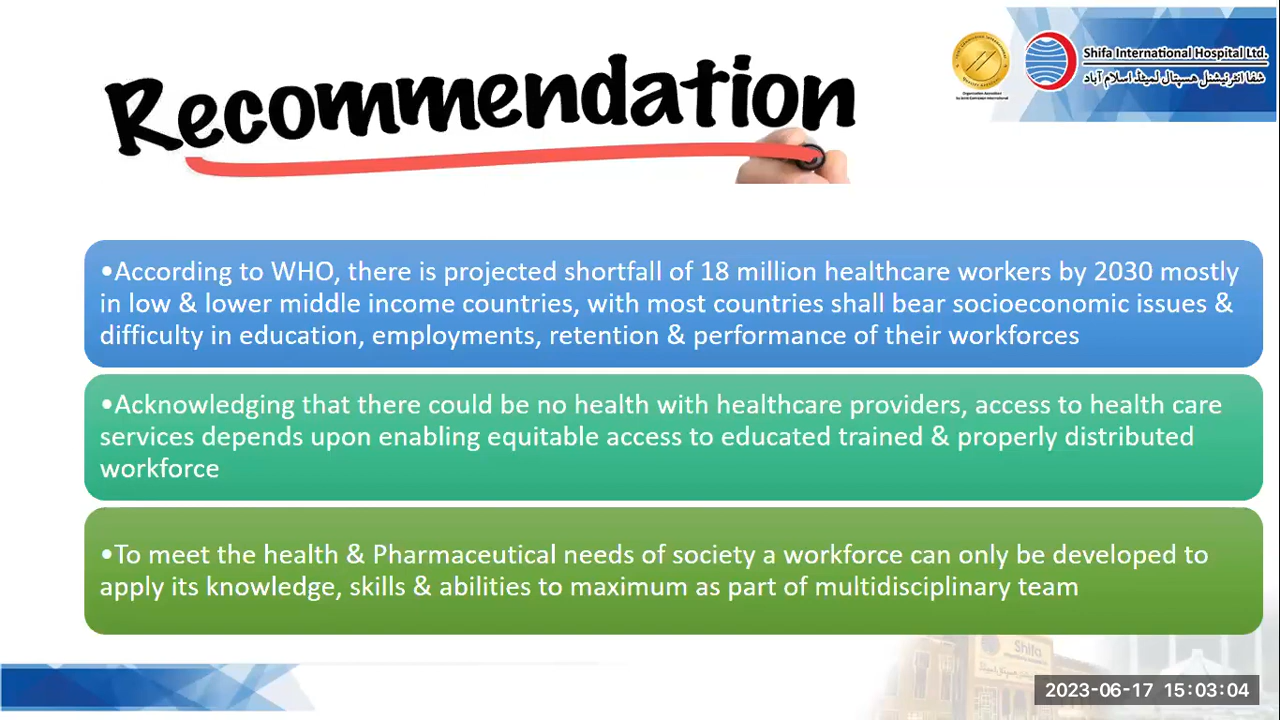 Recommendation
Shifa International Hospital Ltd.
شفا انٹرنیشنل ہسپتال لمیٹڈ اسلام آباد
•According to WHO, there is projected shortfall of 18 million healthcare workers by 2030 mostly
in low & lower middle income countries, with most countries shall bear socioeconomic issues &
difficulty in education, employments, retention & performance of their workforces
•Acknowledging that there could be no health with healthcare providers, access to health care
services depends upon enabling equitable access to educated trained & properly distributed
workforce
•To meet the health & Pharmaceutical needs of society a workforce can only be developed to
apply its knowledge, skills & abilities to maximum as part of multidisciplinary team
Shifa
2023-06-17 15:03:04